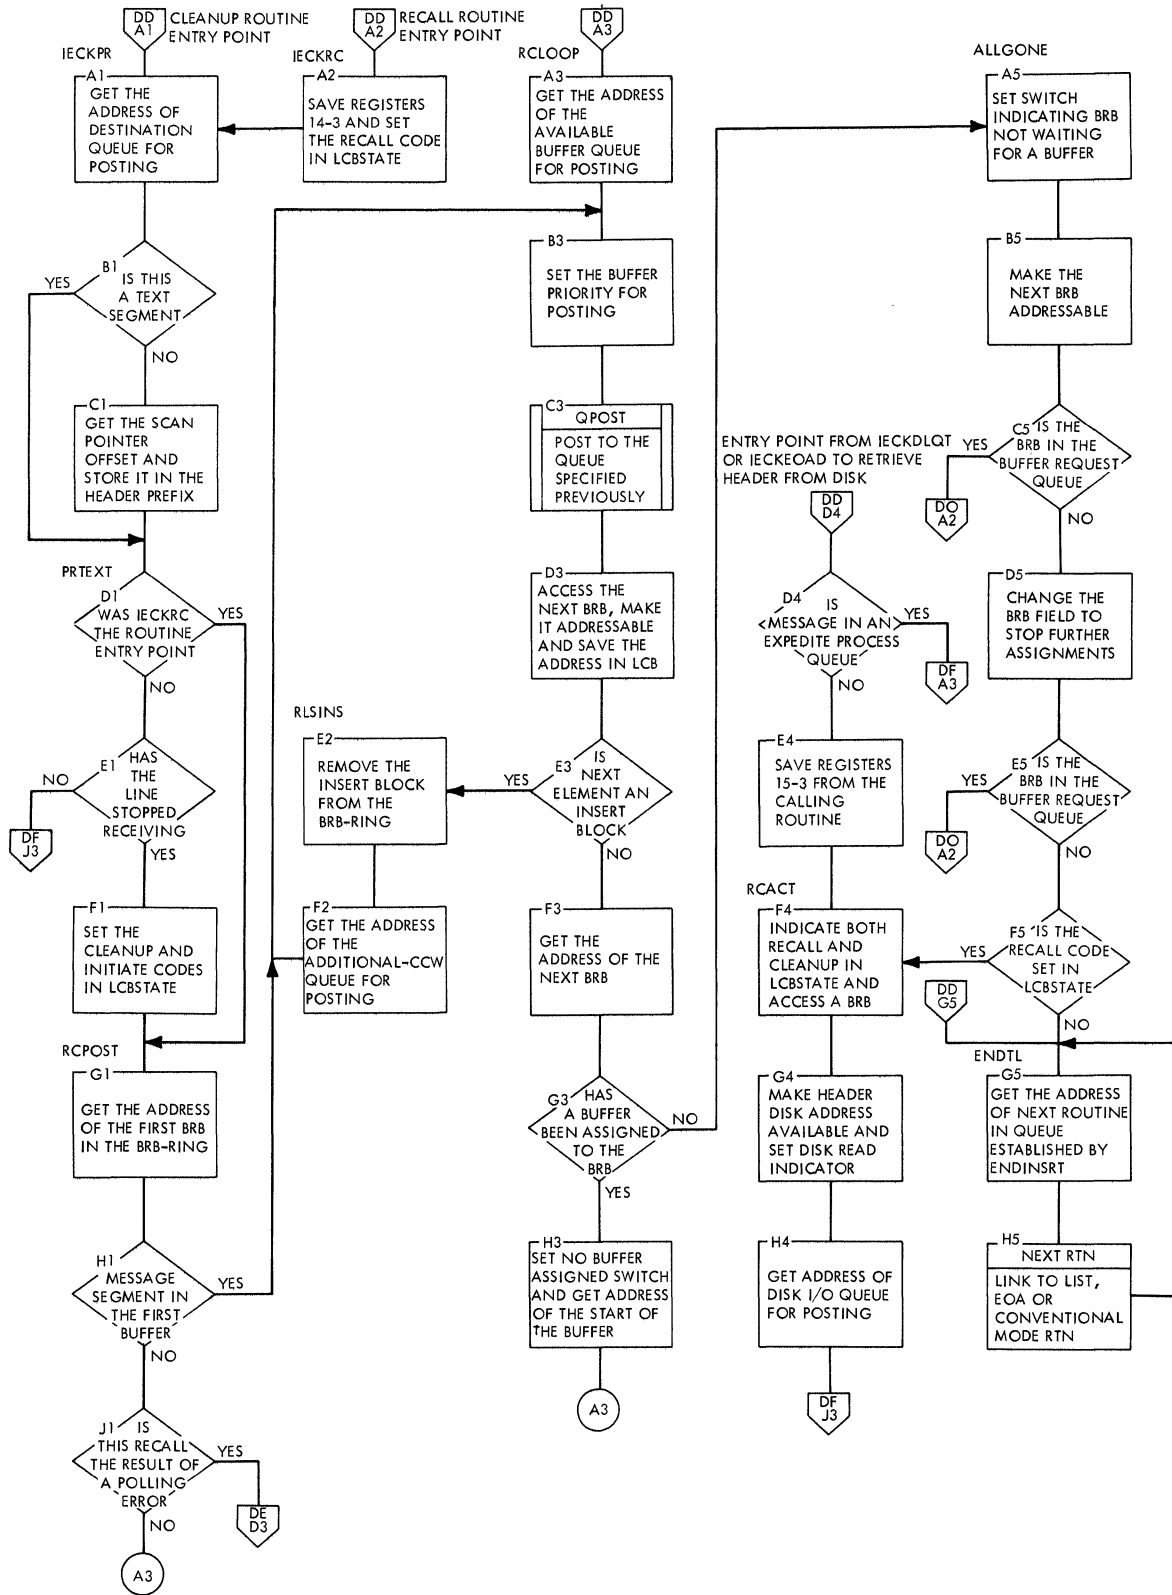 DD
A1
CLEANUP ROUTINE
ENTRY POINT
IECKPR
A1
GET THE
ADDRESS OF
DESTINATION
QUEUE FOR
POSTING
B1
IS THIS
A TEXT
SEGMENT
YES
NO
C1
GET THE SCAN
POINTER
OFFSET AND
STORE IT IN THE
HEADER PREFIX
PRTEXT
D1
WAS IECKRC
THE ROUTINE
ENTRY POINT
YES
NO
E1
HAS
THE
LINE
STOPPED
RECEIVING
NO
DF
J3
YES
F1
SET THE
CLEANUP AND
INITIATE CODES
IN LCBSTATE
RCPOST
G1
GET THE ADDRESS
OF THE FIRST BRB
IN THE BRB-RING
H1
MESSAGE
SEGMENT IN
THE FIRST
BUFFER
YES
NO
J1
IS
THIS RECALL
THE RESULT OF
A POLLING
ERROR
YES
DE
D3
NO
A3
DD
A2
RECALL ROUTINE
ENTRY POINT
IECKRC
A2
SAVE REGISTERS
14-3 AND SET
THE RECALL CODE
IN LCBSTATE
RLSINS
E2
REMOVE THE
INSERT BLOCK
FROM THE
BRB-RING
F2
GET THE ADDRESS
OF THE
ADDITIONAL-CCW
QUEUE FOR
POSTING
DD
A3
RCLOOP
A3
GET THE ADDRESS
OF THE
AVAILABLE
BUFFER QUEUE
FOR POSTING
B3
SET THE BUFFER
PRIORITY FOR
POSTING
C3
QPOST
POST TO THE
QUEUE
SPECIFIED
PREVIOUSLY
D3
ACCESS THE
NEXT BRB, MAKE
IT ADDRESSABLE
AND SAVE THE
ADDRESS IN LCB
E3
IS
NEXT
ELEMENT AN
INSERT
BLOCK
YES
NO
F3
GET THE
ADDRESS OF THE
NEXT BRB
G3
HAS
A BUFFER
BEEN ASSIGNED
TO THE
BRB
NO
YES
H3
SET NO BUFFER
ASSIGNED SWITCH
AND GET ADDRESS
OF THE START OF
THE BUFFER
A3
ENTRY POINT FROM IECKDLQT
OR IECKEOAD TO RETRIEVE
HEADER FROM DISK
DD
D4
D4
IS
MESSAGE IN AN
EXPEDITE PROCESS
QUEUE
YES
DF
A3
NO
E4
SAVE REGISTERS
15-3 FROM THE
CALLING
ROUTINE
RCACT
F4
INDICATE BOTH
RECALL AND
CLEANUP IN
LCBSTATE AND
ACCESS A BRB
G4
MAKE HEADER
DISK ADDRESS
AVAILABLE AND
SET DISK READ
INDICATOR
H4
GET ADDRESS OF
DISK I/O QUEUE
FOR POSTING
DF
J3
ALLGONE
A5
SET SWITCH
INDICATING BRB
NOT WAITING
FOR A BUFFER
B5
MAKE THE
NEXT BRB
ADDRESSABLE
C5
IS THE
BRB IN THE
BUFFER REQUEST
QUEUE
YES
DO
A2
NO
D5
CHANGE THE
BRB FIELD TO
STOP FURTHER
ASSIGNMENTS
E5
IS THE
BRB IN THE
BUFFER REQUEST
QUEUE
YES
DO
A2
NO
F5
IS THE
RECALL CODE
SET IN
LCBSTATE
YES
NO
DD
G5
ENDTL
G5
GET THE ADDRESS
OF NEXT ROUTINE
IN QUEUE
ESTABLISHED BY
ENDINSRT
H5
NEXT RTN
LINK TO LIST,
EOA OR
CONVENTIONAL
MODE RTN